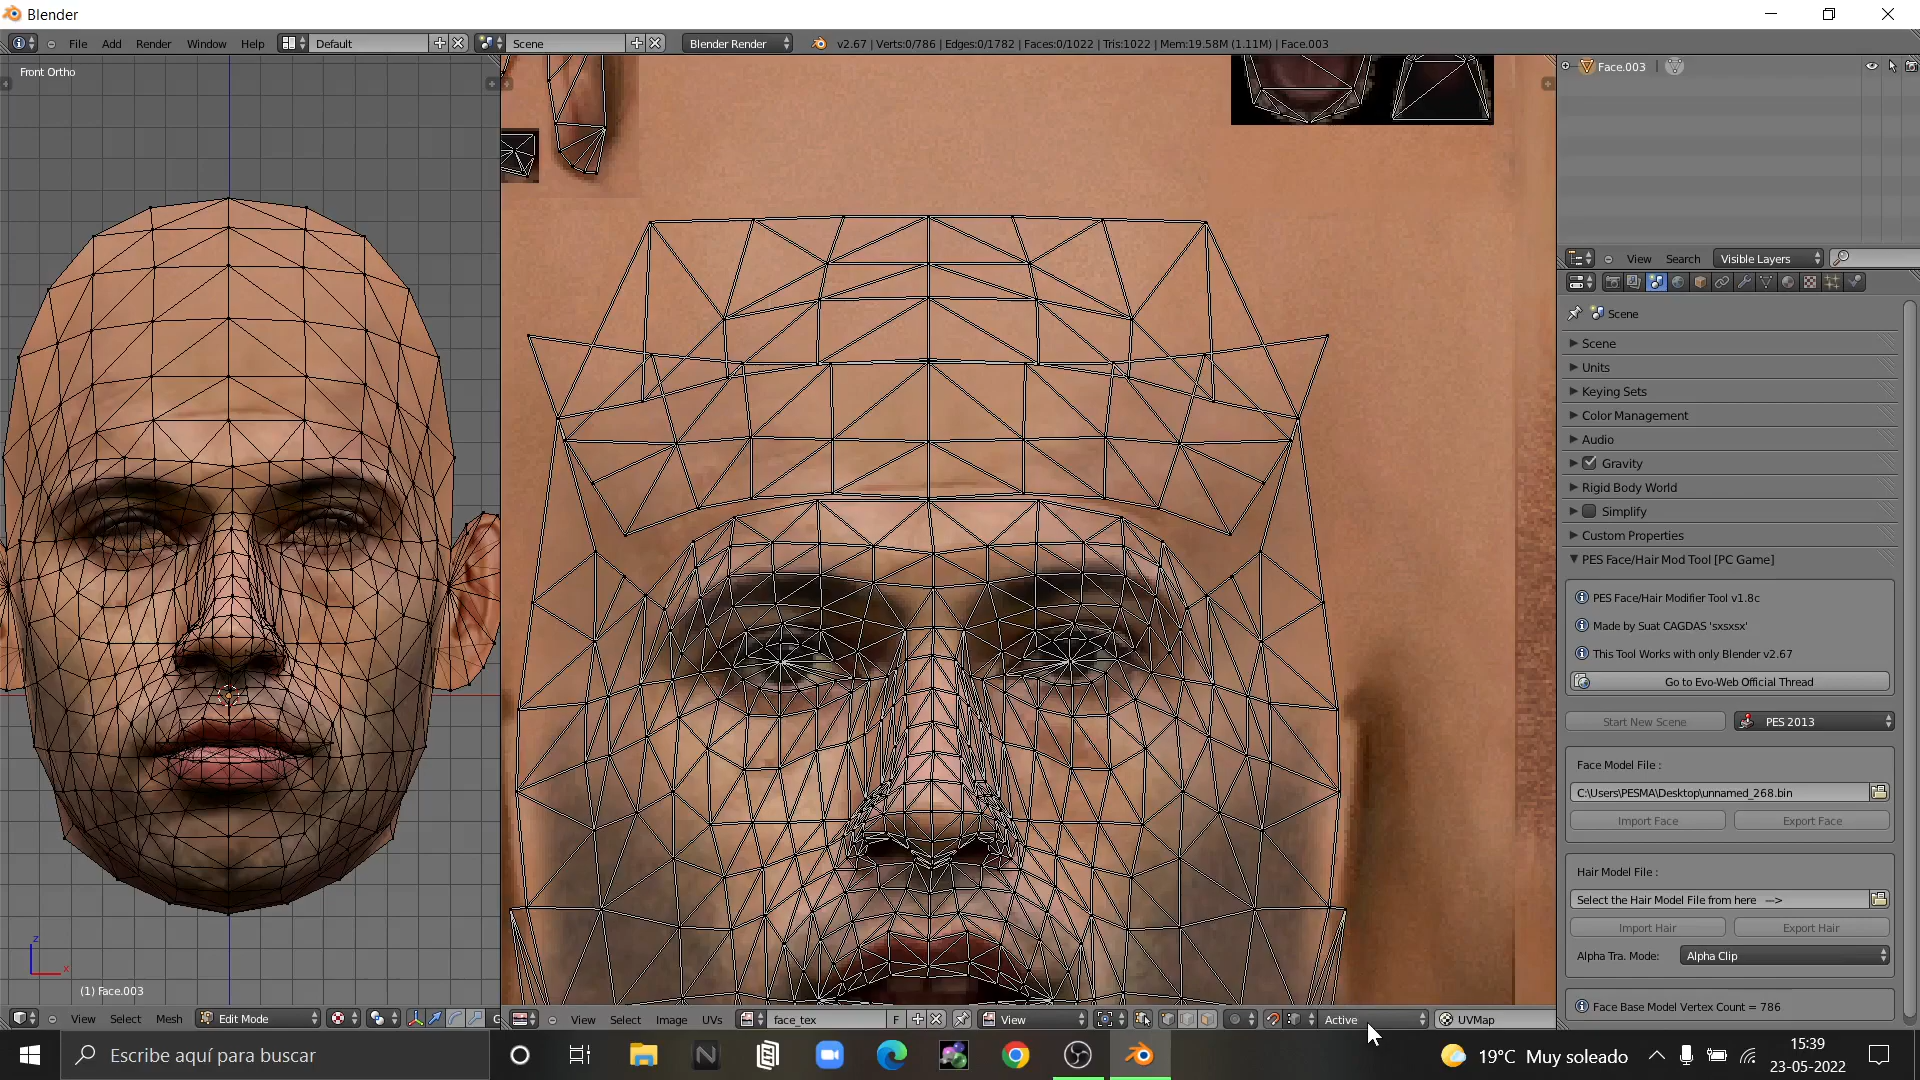 Blender
File Add Render Window Help Default Scene Blender Render v2.67 | Verts:0/786 | Edges:0/1782 | Faces:0/1022 | Tris:1022 | Mem:19.58M (1.11M) | Face.003
Front Ortho
Face.003
View Search Visible Layers
Scene
Scene
Units
Keying Sets
Color Management
Audio
Gravity
Rigid Body World
Simplify
Custom Properties
PES Face/Hair Mod Tool [PC Game]
PES Face/Hair Modifier Tool v1.8c
Made by Suat CAGDAS 'sxsxsx'
This Tool Works with only Blender v2.67
Go to Evo-Web Official Thread
Start New Scene PES 2013
Face Model File :
C:\Users\PESMA\Desktop\unnamed_268.bin
Import Face Export Face
Hair Model File :
Select the Hair Model File from here --->
Import Hair Export Hair
Alpha Tra. Mode: Alpha Clip
Face Base Model Vertex Count = 786
z
x
(1) Face.003
View Select Mesh Edit Mode G
View Select Image UVs face_tex F View Active UVMap
Escribe aquí para buscar
19°C Muy soleado
15:39
23-05-2022